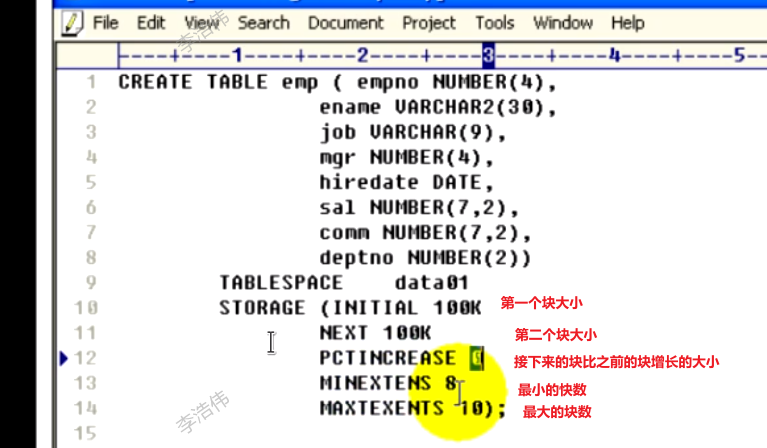 File Edit View Search Document Project Tools Window Help
----+----1----+----2----+----3----+----4----+----5--
1 CREATE TABLE emp ( empno NUMBER(4),
2 ename VARCHAR2(30),
3 job VARCHAR(9),
4 mgr NUMBER(4),
5 hiredate DATE,
6 sal NUMBER(7,2),
7 comm NUMBER(7,2),
8 deptno NUMBER(2))
9 TABLESPACE data01
10 STORAGE (INITIAL 100K 第一个块大小
11 NEXT 100K 第二个块大小
12 PCTINCREASE 0 接下来的块比之前的块增长的大小
13 MINEXTENS 8 最小的快数
14 MAXTEXENTS 10); 最大的块数
15
李浩伟
李浩伟